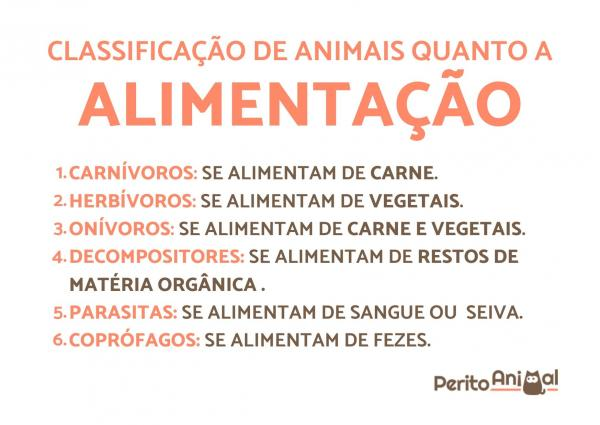 CLASSIFICAÇÃO DE ANIMAIS QUANTO A
ALIMENTAÇÃO
1. CARNÍVOROS: SE ALIMENTAM DE CARNE.
2. HERBÍVOROS: SE ALIMENTAM DE VEGETAIS.
3. ONÍVOROS: SE ALIMENTAM DE CARNE E VEGETAIS.
4. DECOMPOSITORES: SE ALIMENTAM DE RESTOS DE
MATÉRIA ORGÂNICA .
5. PARASITAS: SE ALIMENTAM DE SANGUE OU SEIVA.
6. COPRÓFAGOS: SE ALIMENTAM DE FEZES.
Perito Animal